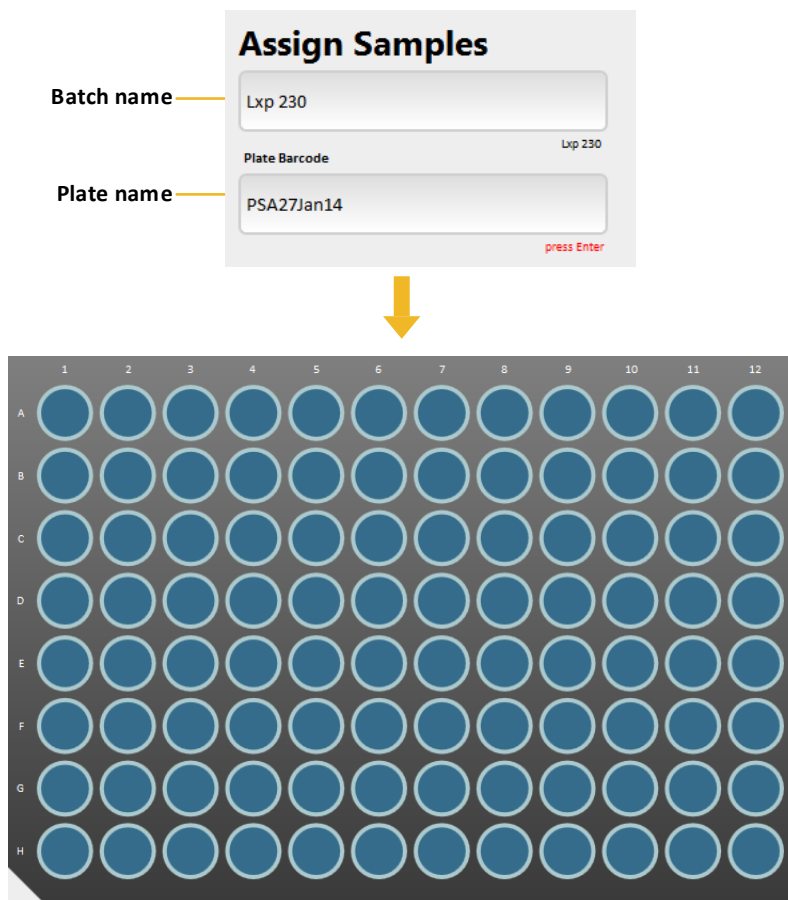 Assign Samples
Batch name
Lxp 230
Lxp 230
Plate Barcode
Plate name
PSA27Jan14
press Enter
1 2 3 4 5 6 7 8 9 10 11 12
A
B
C
D
E
F
G
H